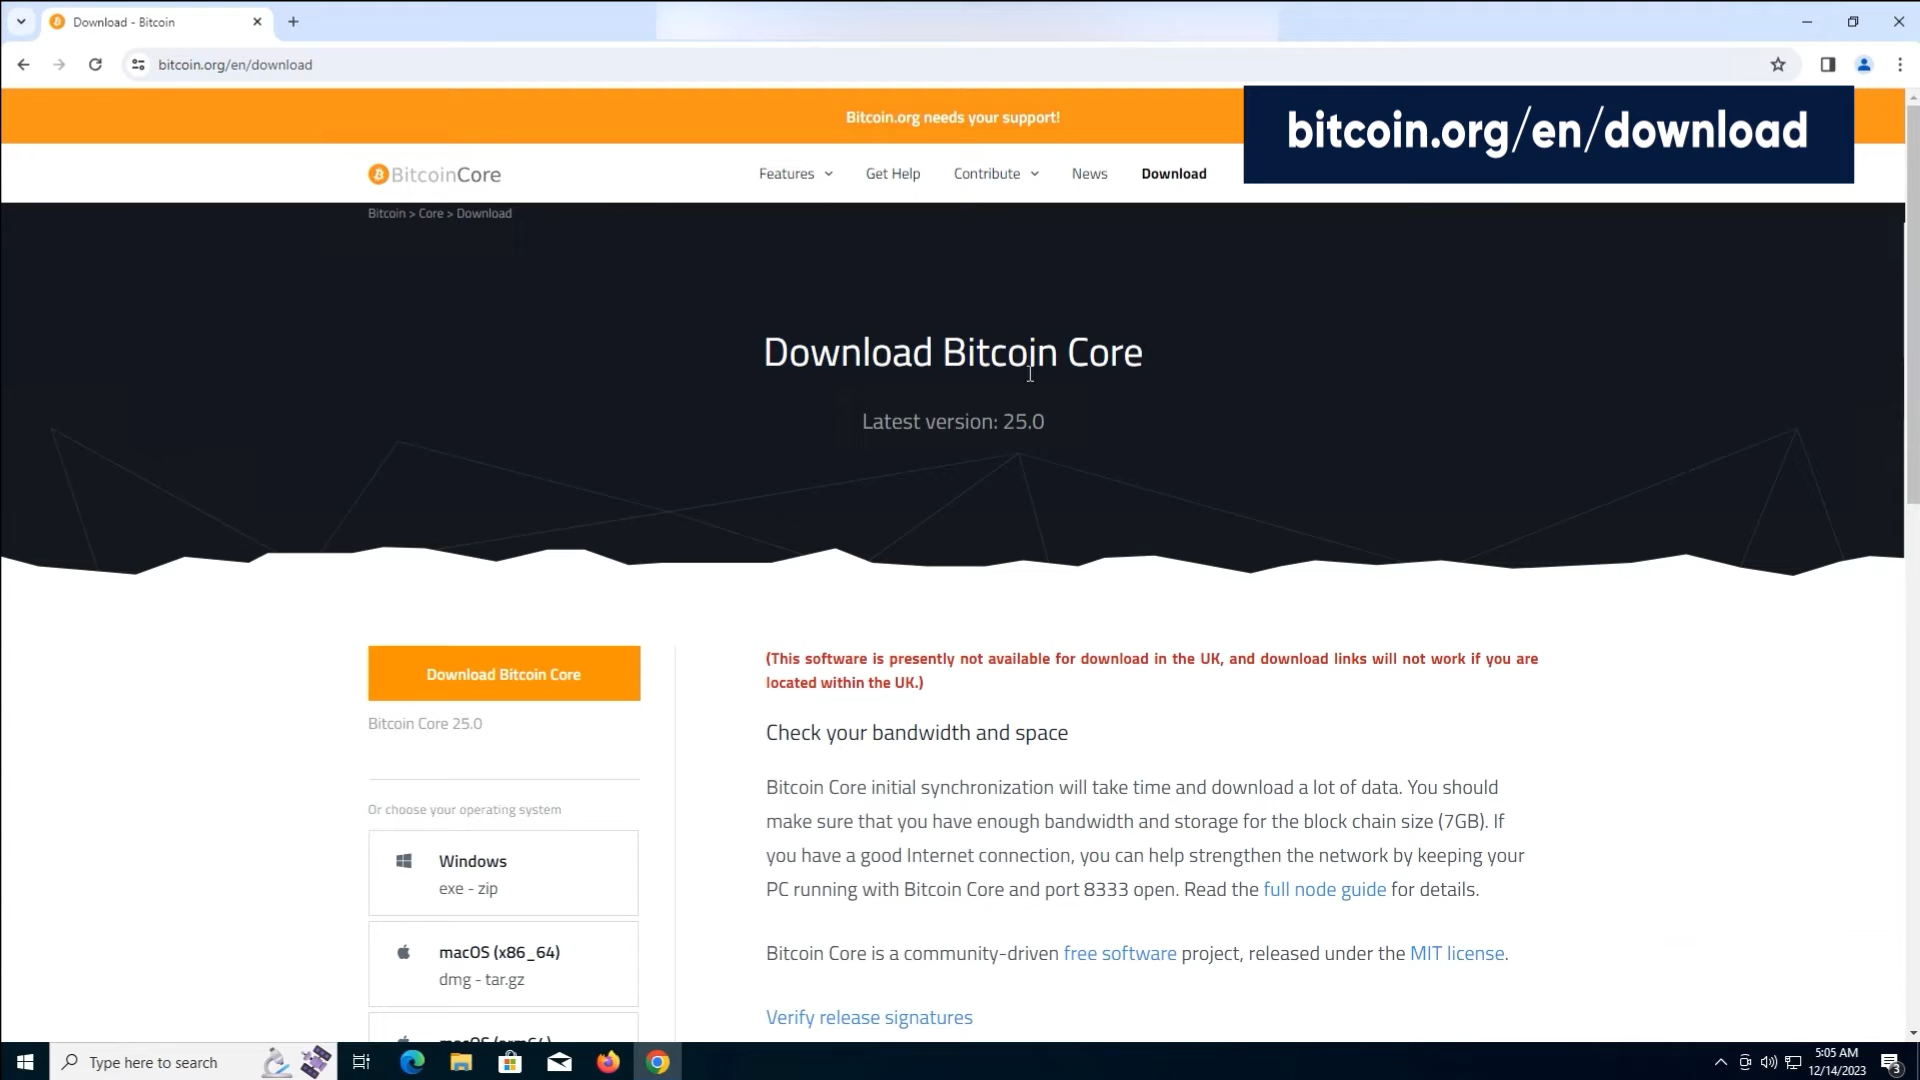 Download - Bitcoin
bitcoin.org/en/download
Bitcoin.org needs your support!
bitcoin.org/en/download
BitcoinCore
Features
Get Help
Contribute
News
Download
Bitcoin > Core > Download
Download Bitcoin Core
Latest version: 25.0
Download Bitcoin Core
Bitcoin Core 25.0
Or choose your operating system
Windows
exe - zip
macOS (x86_64)
dmg - tar.gz
macOS (arm64)
(This software is presently not available for download in the UK, and download links will not work if you are
located within the UK.)
Check your bandwidth and space
Bitcoin Core initial synchronization will take time and download a lot of data. You should
make sure that you have enough bandwidth and storage for the block chain size (7GB). If
you have a good Internet connection, you can help strengthen the network by keeping your
PC running with Bitcoin Core and port 8333 open. Read the full node guide for details.
Bitcoin Core is a community-driven free software project, released under the MIT license.
Verify release signatures
Type here to search
5:05 AM
12/14/2023
3